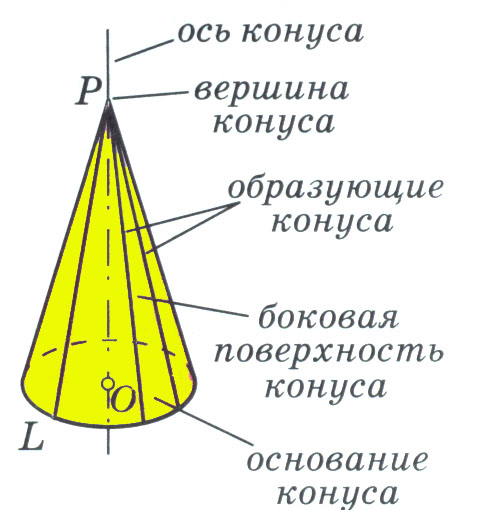 ось конуса
P
вершина
конуса
образующие
конуса
боковая
поверхность
конуса
O
L
основание
конуса